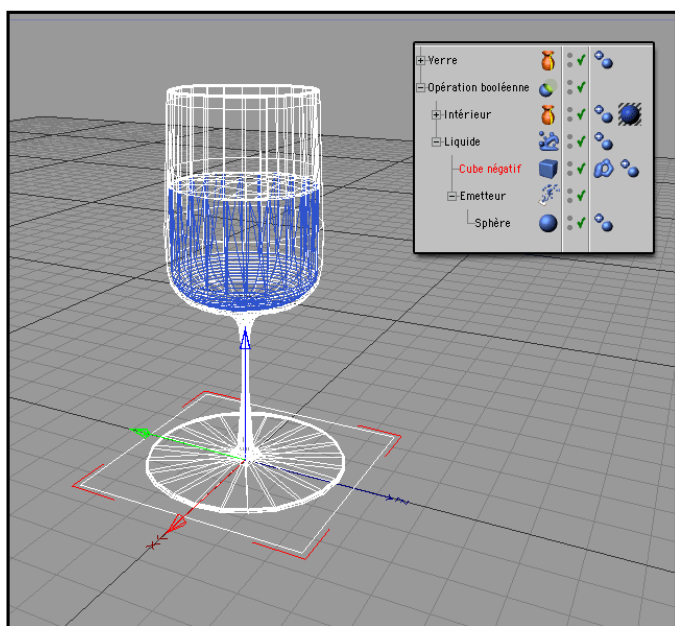 Verre
Opération booléenne
Intérieur
Liquide
Cube négatif
Emetteur
Sphère
X